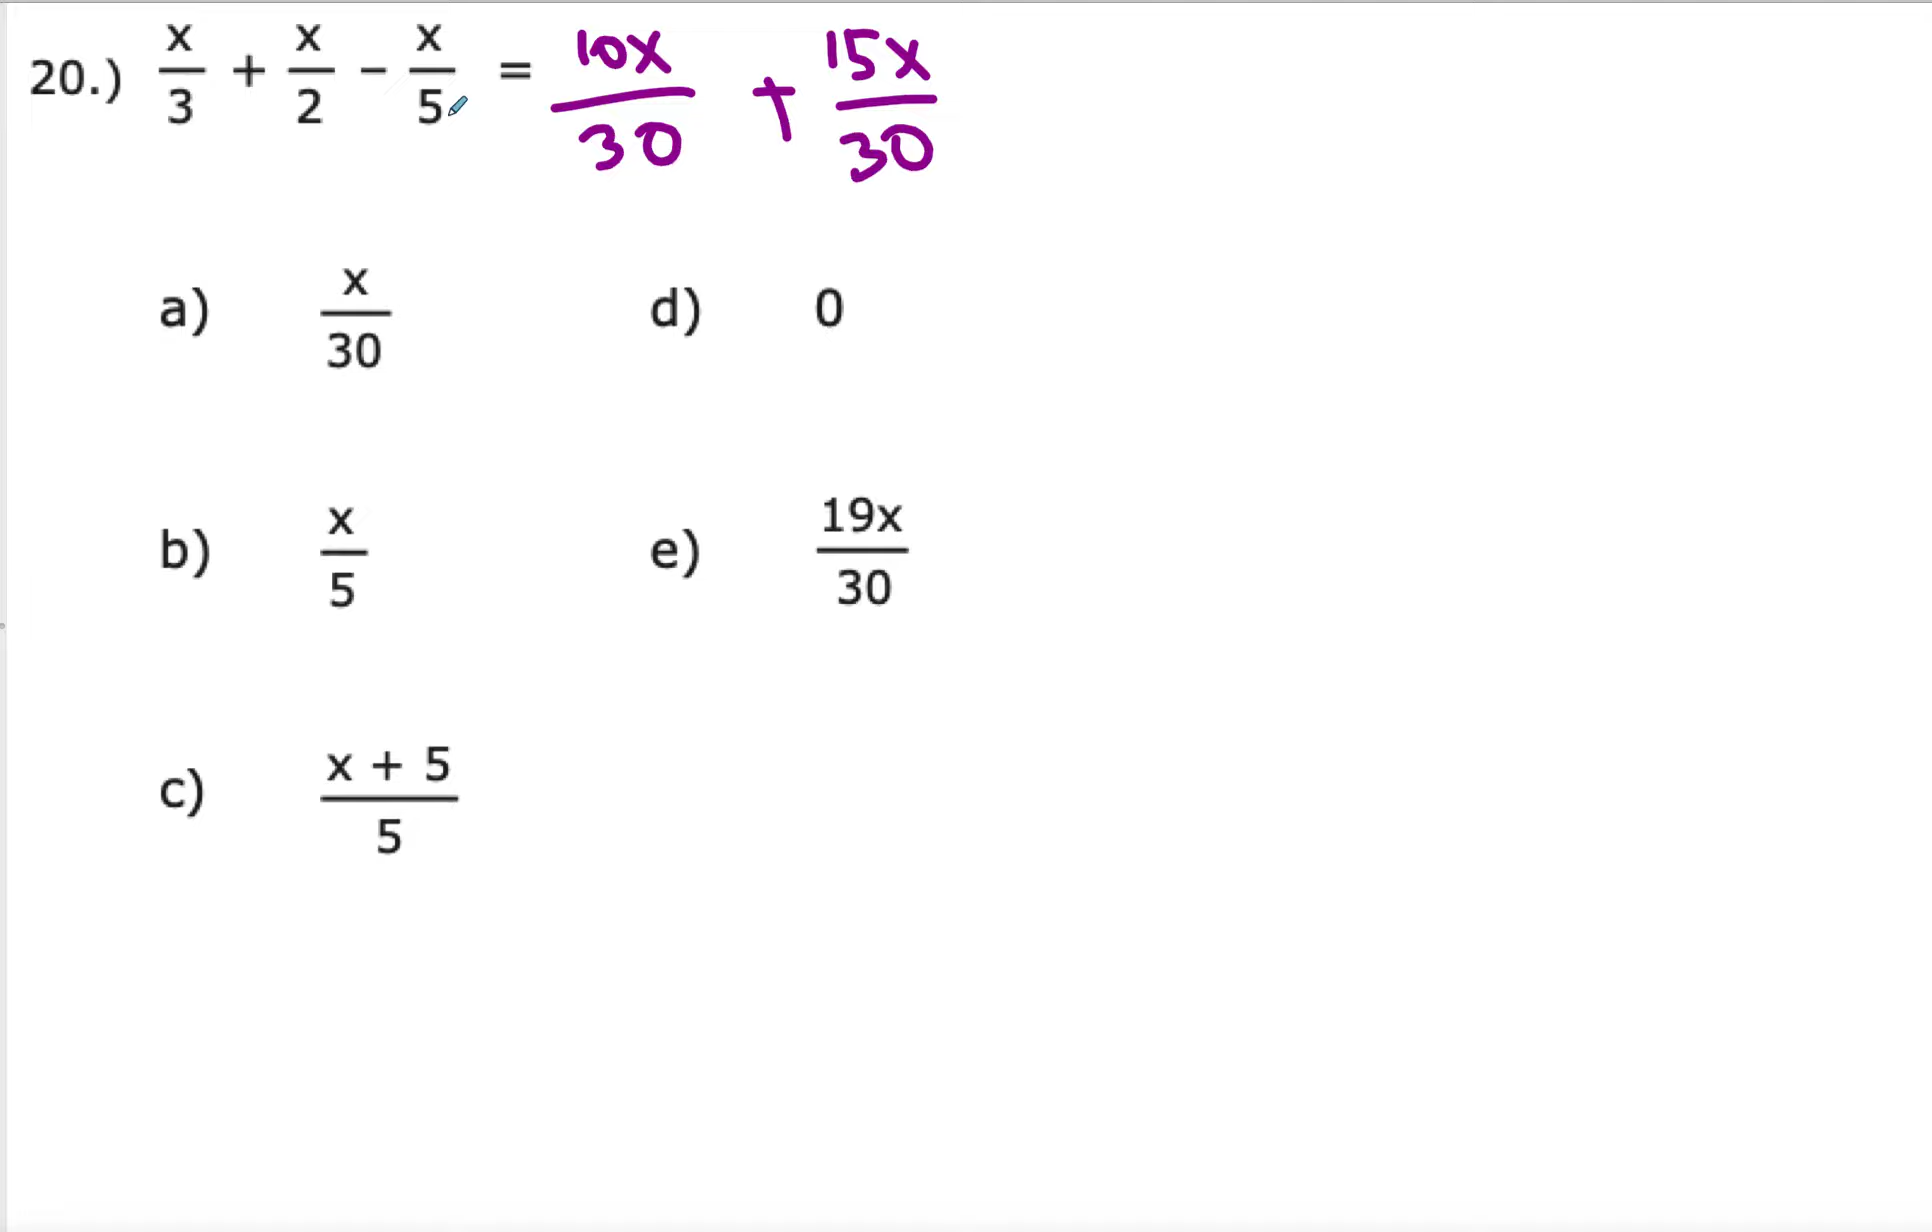 20.) x/3 + x/2 - x/5 = 10x/30 + 15x/30
a) x/30 d) 0
b) x/5 e) 19x/30
c) (x + 5)/5